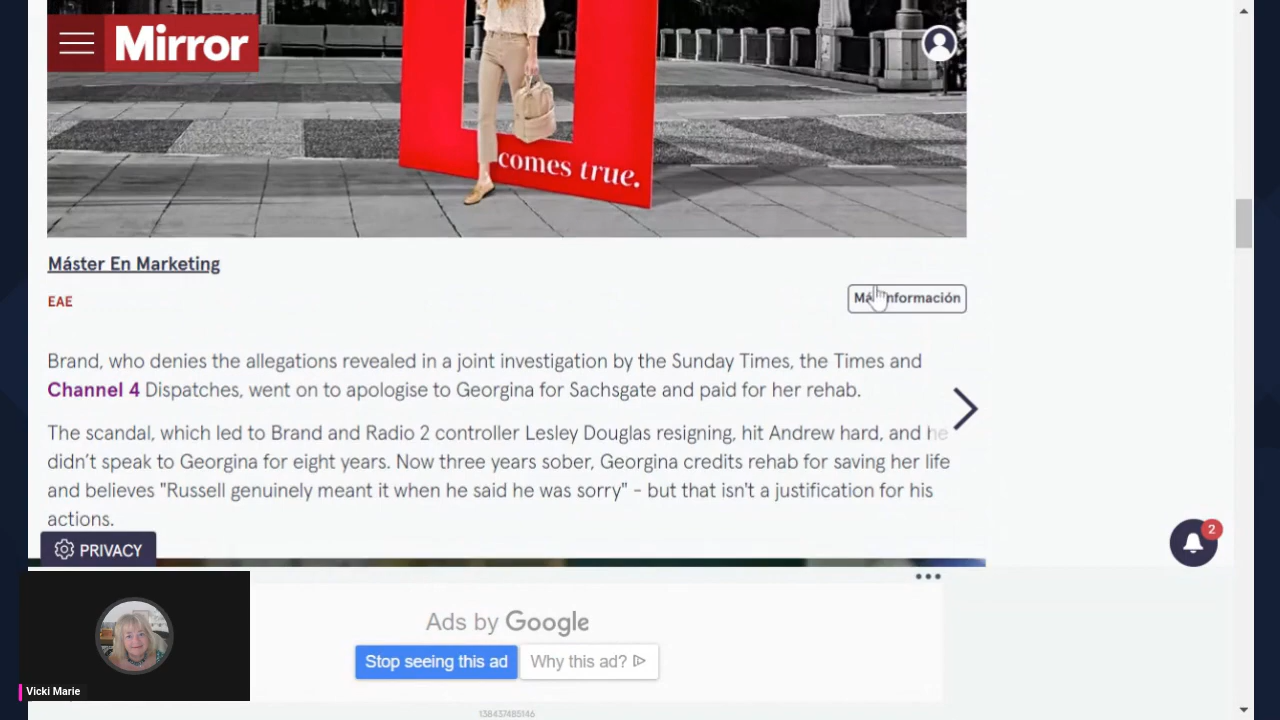 Mirror
comes true.
Máster En Marketing
EAE
Brand, who denies the allegations revealed in a joint investigation by the Sunday Times, the Times and
Channel 4 Dispatches, went on to apologise to Georgina for Sachsgate and paid for her rehab.
The scandal, which led to Brand and Radio 2 controller Lesley Douglas resigning, hit Andrew hard, and he
didn’t speak to Georgina for eight years. Now three years sober, Georgina credits rehab for saving her life
and believes "Russell genuinely meant it when he said he was sorry" - but that isn't a justification for his
actions.
PRIVACY
2
Ads by Google
Stop seeing this ad
Why this ad?
Vicki Marie
138437485146